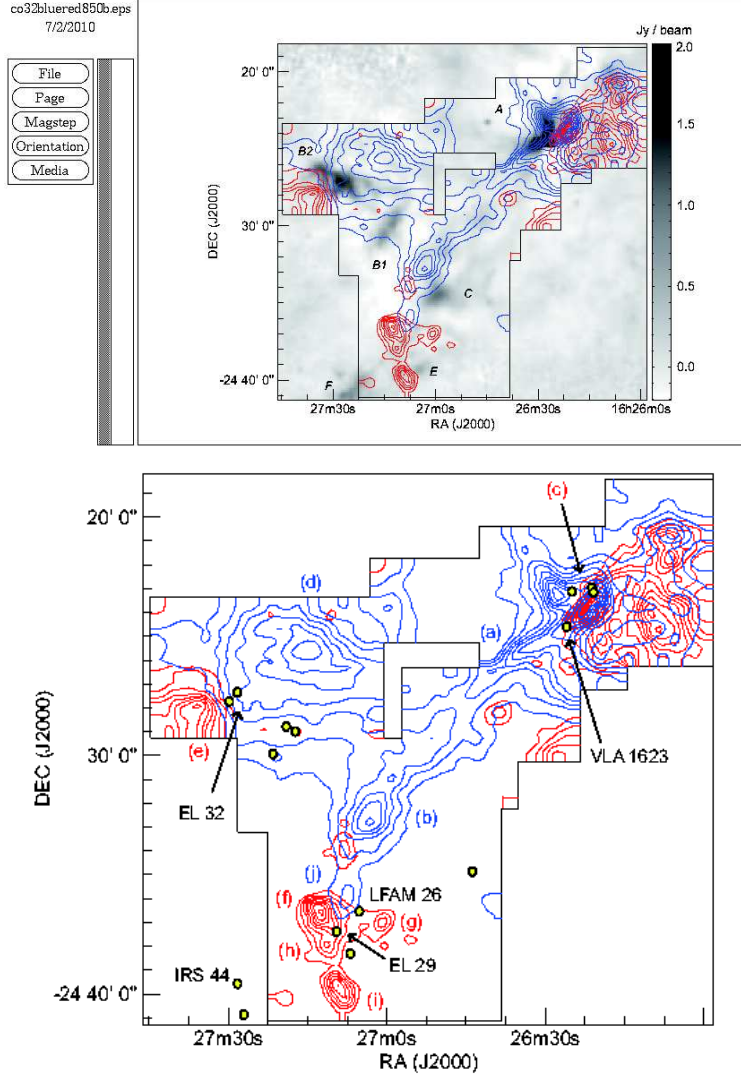 co32bluered850b.eps
7/2/2010
File
Page
Magstep
Orientation
Media
Jy / beam
2.0
1.5
1.0
0.5
0.0
20' 0"
30' 0"
-24 40' 0"
DEC (J2000)
A
B2
B1
C
E
F
27m30s
27m0s
26m30s
16h26m0s
RA (J2000)
20' 0"
30' 0"
-24 40' 0"
DEC (J2000)
(c)
(d)
(a)
(e)
EL 32
VLA 1623
(b)
(j)
(f)
LFAM 26
(g)
(h)
EL 29
IRS 44
(i)
27m30s
27m0s
26m30s
RA (J2000)